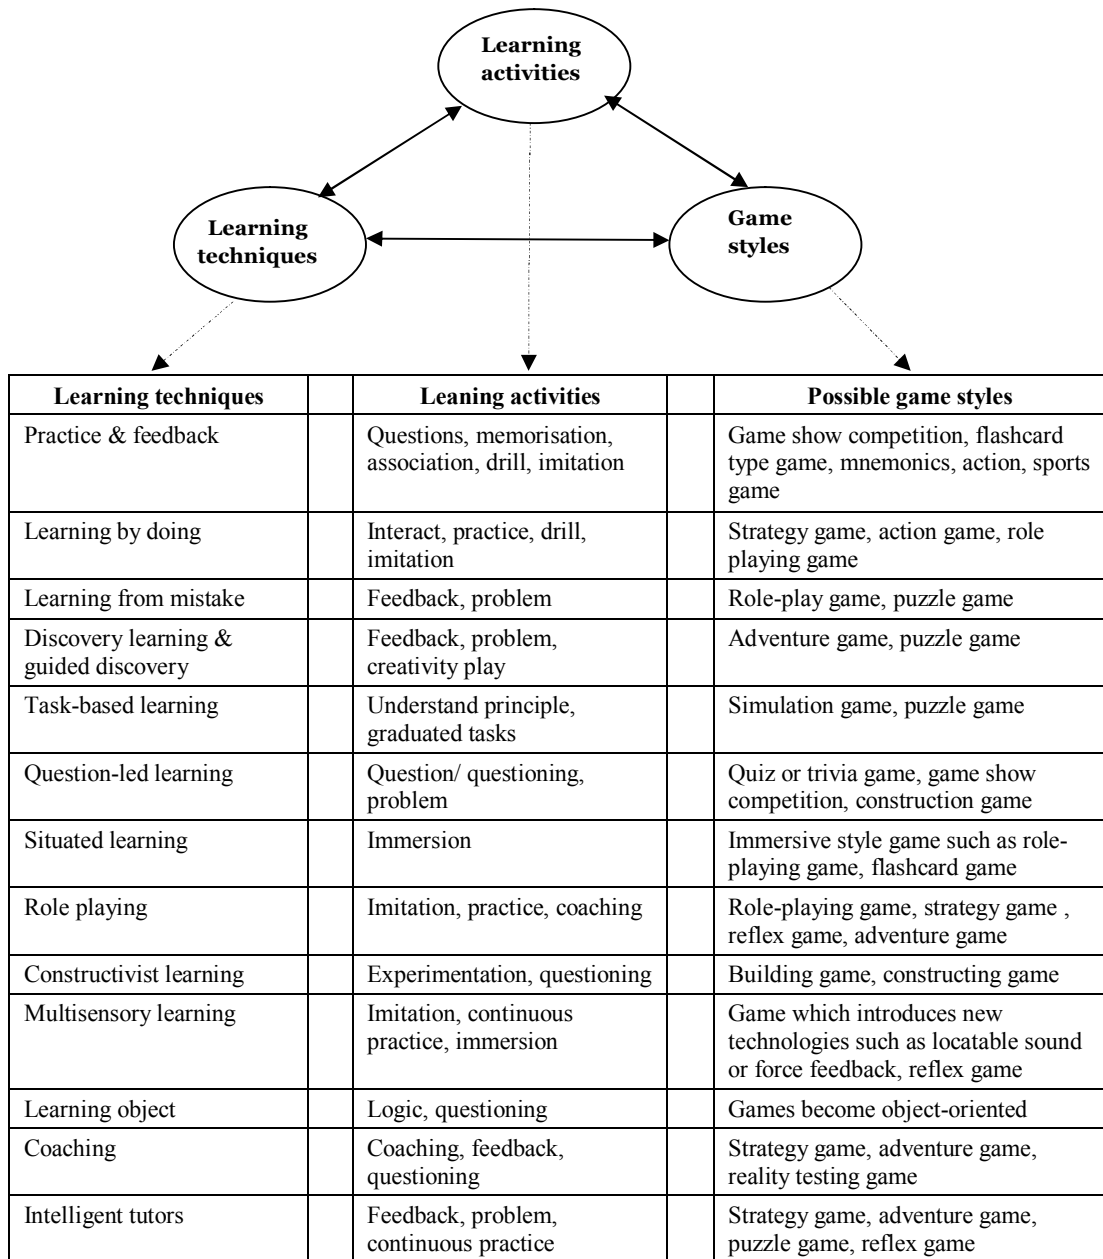 Learning
activities
Learning
techniques
Game
styles
Learning techniques
Leaning activities
Possible game styles
Practice & feedback
Questions, memorisation,
association, drill, imitation
Game show competition, flashcard
type game, mnemonics, action, sports
game
Learning by doing
Interact, practice, drill,
imitation
Strategy game, action game, role
playing game
Learning from mistake
Feedback, problem
Role-play game, puzzle game
Discovery learning &
guided discovery
Feedback, problem,
creativity play
Adventure game, puzzle game
Task-based learning
Understand principle,
graduated tasks
Simulation game, puzzle game
Question-led learning
Question/ questioning,
problem
Quiz or trivia game, game show
competition, construction game
Situated learning
Immersion
Immersive style game such as role-
playing game, flashcard game
Role playing
Imitation, practice, coaching
Role-playing game, strategy game ,
reflex game, adventure game
Constructivist learning
Experimentation, questioning
Building game, constructing game
Multisensory learning
Imitation, continuous
practice, immersion
Game which introduces new
technologies such as locatable sound
or force feedback, reflex game
Learning object
Logic, questioning
Games become object-oriented
Coaching
Coaching, feedback,
questioning
Strategy game, adventure game,
reality testing game
Intelligent tutors
Feedback, problem,
continuous practice
Strategy game, adventure game,
puzzle game, reflex game